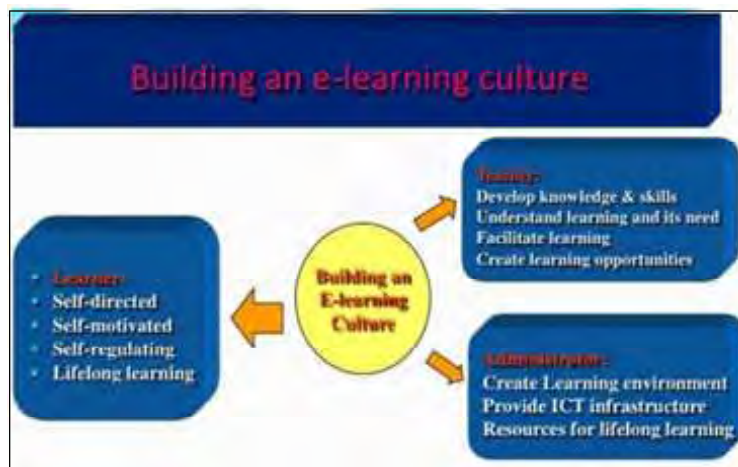 Building an e-learning culture
Develop knowledge & skills
Understand learning and its need
Facilitate learning
Create learning opportunities
• Learner:
• Self-directed
• Self-motivated
• Self-regulating
• Lifelong learning
Building an
E-learning
Culture
Administrator:
Create Learning environment
Provide ICT infrastructure
Resources for lifelong learning